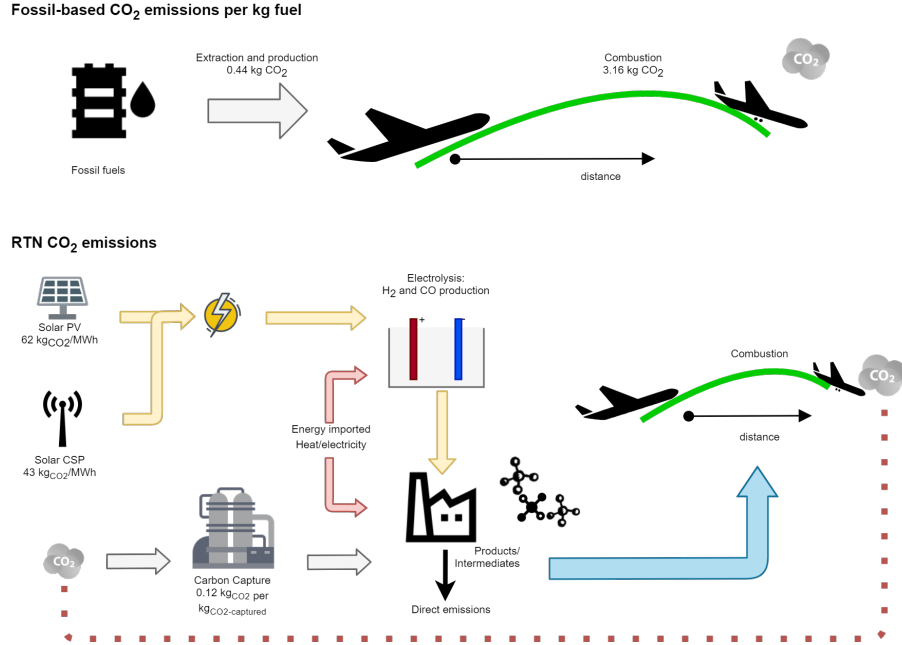 Fossil-based CO2 emissions per kg fuel
Extraction and production
0.44 kg CO2
Combustion
3.16 kg CO2
CO2
Fossil fuels
distance
RTN CO2 emissions
Electrolysis:
H2 and CO production
Solar PV
62 kgCO2/MWh
+
-
Combustion
CO2
Energy imported
Heat/electricity
distance
Solar CSP
43 kgCO2/MWh
CO2
Products/
Intermediates
Carbon Capture
0.12 kgCO2 per
kgCO2-captured
Direct emissions